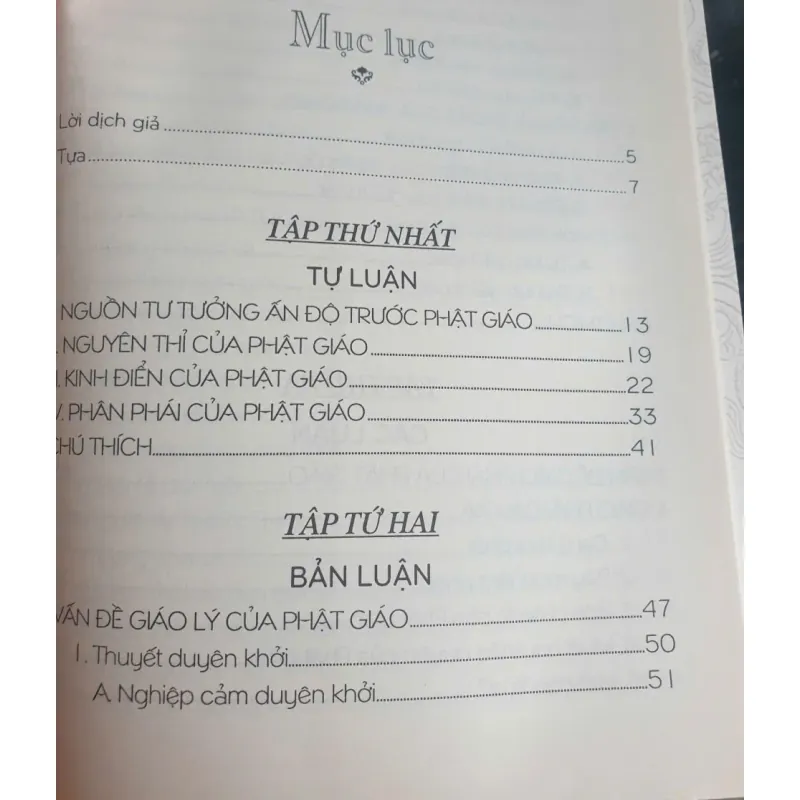 Mục lục
Lời dịch giả ........ 5
Tựa ........ 7
TẬP THỨ NHẤT
TỰ LUẬN
NGUỒN TƯ TƯỞNG ẤN ĐỘ TRƯỚC PHẬT GIÁO ........ 13
. NGUYÊN THỈ CỦA PHẬT GIÁO ........ 19
I. KINH ĐIỂN CỦA PHẬT GIÁO ........ 22
V. PHÂN PHÁI CỦA PHẬT GIÁO ........ 33
CHÚ THÍCH ........ 41
TẬP TỨ HAI
BẢN LUẬN
VẤN ĐỀ GIÁO LÝ CỦA PHẬT GIÁO ........ 47
1. Thuyết duyên khởi ........ 50
A. Nghiệp cảm duyên khởi ........ 51